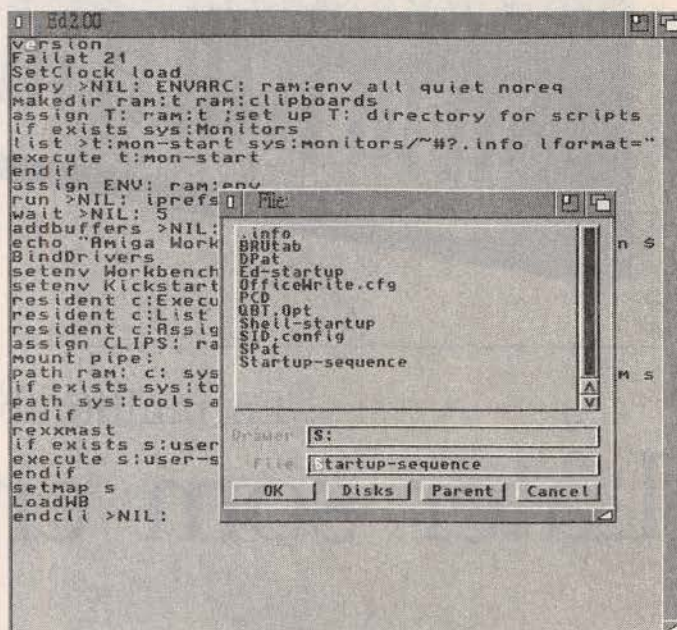 Ed 2.00
version
Failat 21
SetClock load
copy >NIL: ENVARC: ram:env all quiet noreq
makedir ram:t ram:clipboards
assign T: ram:t ;set up T: directory for scripts
if exists sys:Monitors
list >t:mon-start sys:monitors/~#?.info lformat="
execute t:mon-start
endif
assign ENV: ram:env
run >NIL: iprefs
wait >NIL: 5
addbuffers >NIL:
echo "Amiga Work
n $
BindDrivers
setenv Workbench
setenv Kickstart
resident c:Execu
resident c:List
resident c:Assig
assign CLIPS: ra
mount pipe:
path ram: c: sys
m s
if exists sys:to
path sys:tools a
endif
rexxmast
if exists s:user
execute s:user-s
endif
setmap s
LoadWB
endcli >NIL:
File:
.info
BRUtab
DPat
Ed-startup
OfficeWrite.cfg
PCD
QBT.Opt
Shell-startup
SID.config
SPat
Startup-sequence
Drawer S:
File Startup-sequence
OK Disks Parent Cancel